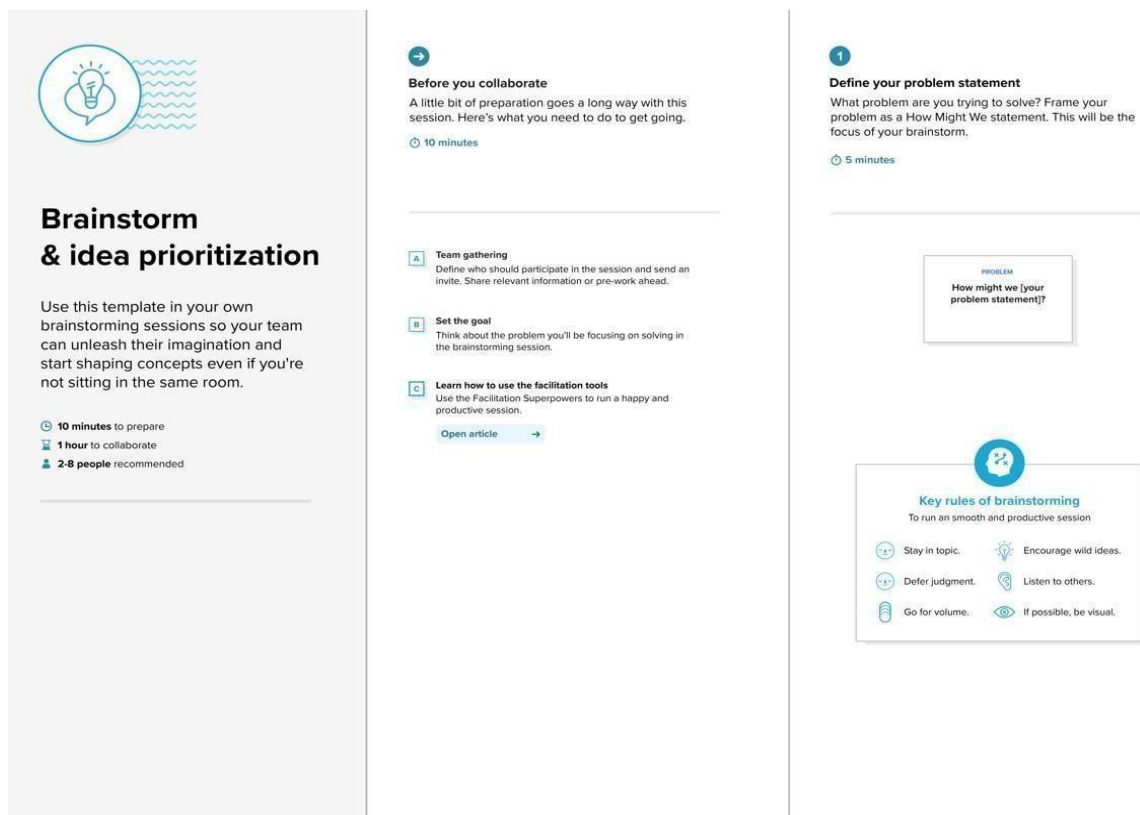 Brainstorm
& idea prioritization
Use this template in your own
brainstorming sessions so your team
can unleash their imagination and
start shaping concepts even if you're
not sitting in the same room.
10 minutes to prepare
1 hour to collaborate
2-8 people recommended
Before you collaborate
A little bit of preparation goes a long way with this
session. Here's what you need to do to get going.
10 minutes
A
Team gathering
Define who should participate in the session and send an
invite. Share relevant information or pre-work ahead.
B
Set the goal
Think about the problem you'll be focusing on solving in
the brainstorming session.
C
Learn how to use the facilitation tools
Use the Facilitation Superpowers to run a happy and
productive session.
Open article
1
Define your problem statement
What problem are you trying to solve? Frame your
problem as a How Might We statement. This will be the
focus of your brainstorm.
5 minutes
PROBLEM
How might we [your
problem statement]?
Key rules of brainstorming
To run an smooth and productive session
Stay in topic.
Encourage wild ideas.
Defer judgment.
Listen to others.
Go for volume.
If possible, be visual.